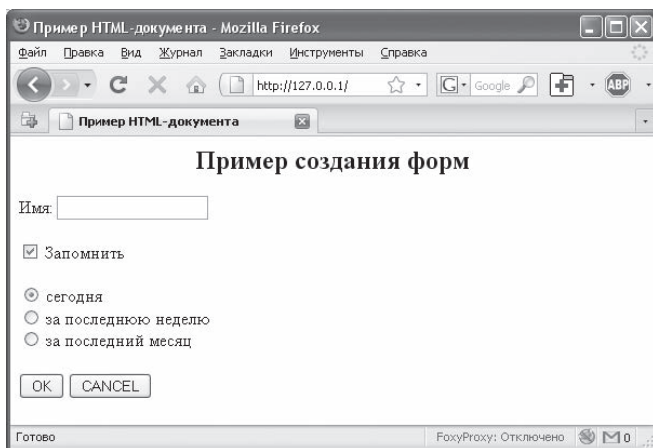 Пример HTML-документа - Mozilla Firefox
Файл Правка Вид Журнал Закладки Инструменты Справка
http://127.0.0.1/ G Google ABP
Пример HTML-документа
Пример создания форм
Имя:
Запомнить
сегодня
за последнюю неделю
за последний месяц
OK CANCEL
Готово FoxyProxy: Отключено 0